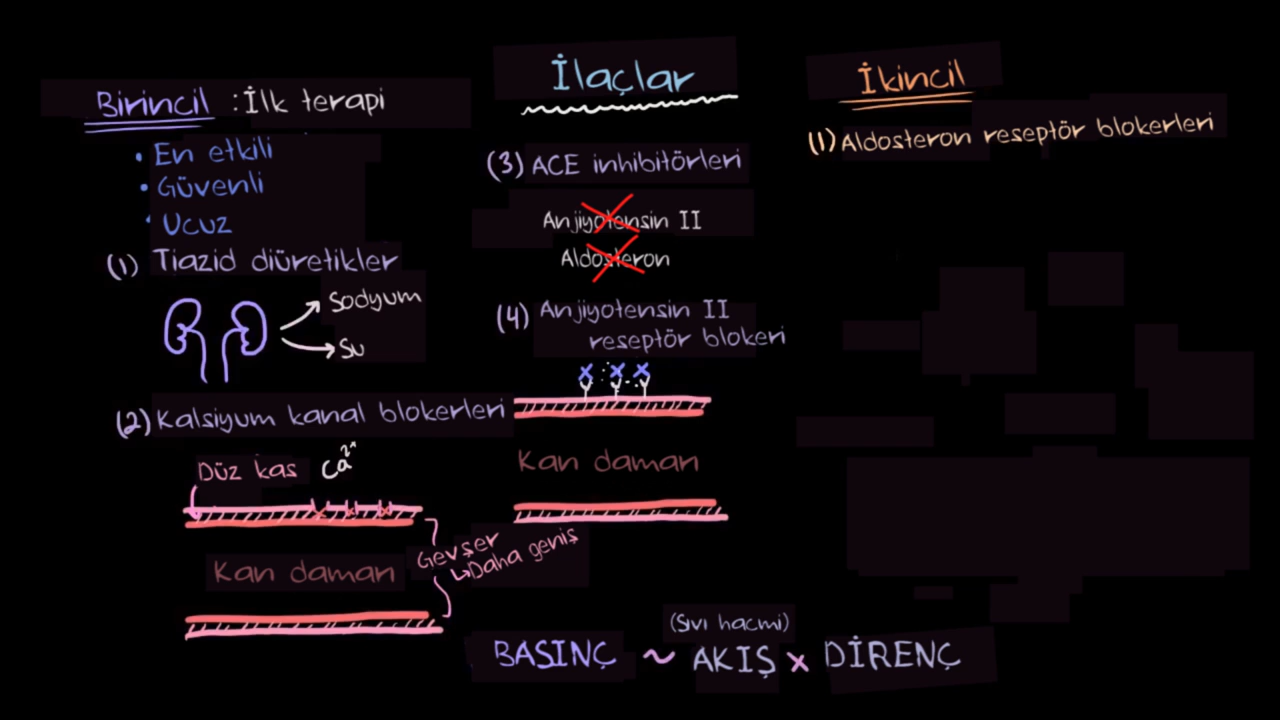 İlaçlar
Birincil : İlk terapi
• En etkili
• Güvenli
• Ucuz
(1) Tiazid diüretikler
Sodyum
Su
(2) Kalsiyum kanal blokerleri
Düz kas
Ca²⁺
Kan damarı
Gevşer
↳Daha geniş
(3) ACE inhibitörleri
Anjiyotensin II
Aldosteron
(4) Anjiyotensin II
reseptör blokeri
Kan damarı
İkincil
(1) Aldosteron reseptör blokerleri
(Sıvı hacmi)
BASINÇ ~ AKIŞ x DİRENÇ